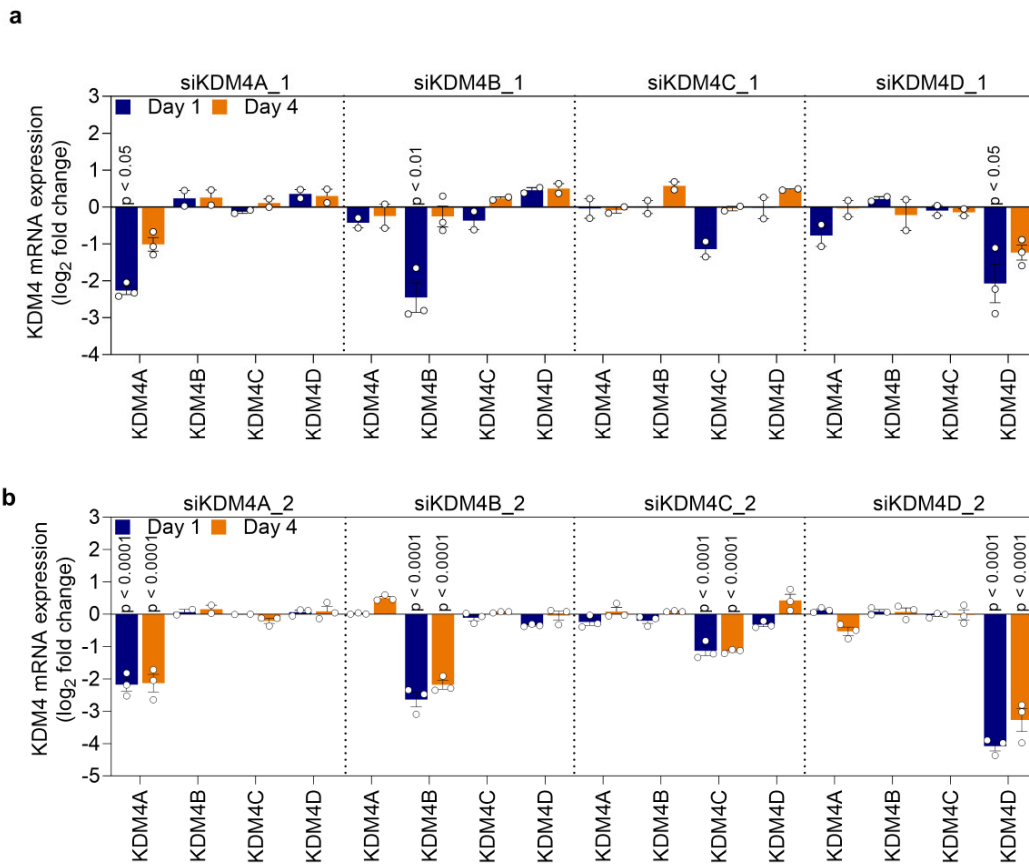 a
siKDM4A_1 siKDM4B_1 siKDM4C_1 siKDM4D_1
Day 1 Day 4
KDM4 mRNA expression
(log2 fold change)
3
2
1
0
-1
-2
-3
-4
p < 0.05
p < 0.01
p < 0.05
KDM4A KDM4B KDM4C KDM4D KDM4A KDM4B KDM4C KDM4D KDM4A KDM4B KDM4C KDM4D KDM4A KDM4B KDM4C KDM4D
b
siKDM4A_2 siKDM4B_2 siKDM4C_2 siKDM4D_2
Day 1 Day 4
KDM4 mRNA expression
(log2 fold change)
3
2
1
0
-1
-2
-3
-4
-5
p < 0.0001
p < 0.0001
p < 0.0001
p < 0.0001
p < 0.0001
p < 0.0001
p < 0.0001
p < 0.0001
KDM4A KDM4B KDM4C KDM4D KDM4A KDM4B KDM4C KDM4D KDM4A KDM4B KDM4C KDM4D KDM4A KDM4B KDM4C KDM4D